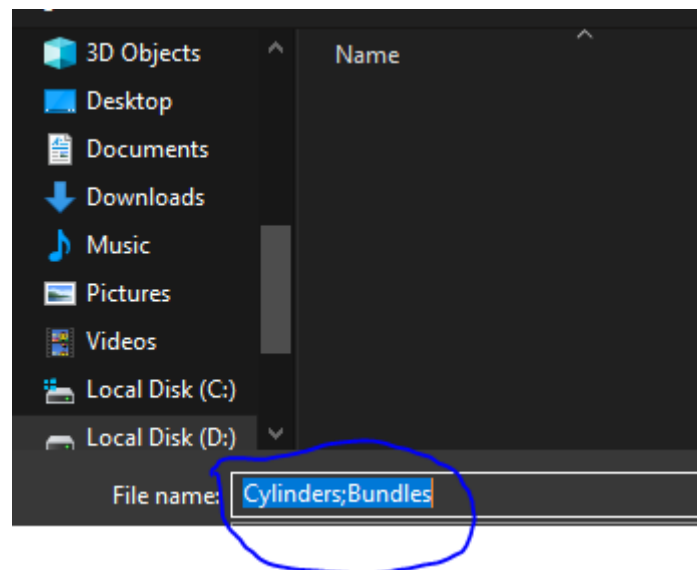 3D Objects
Name
Desktop
Documents
Downloads
Music
Pictures
Videos
Local Disk (C:)
Local Disk (D:)
File name:
Cylinders;Bundles